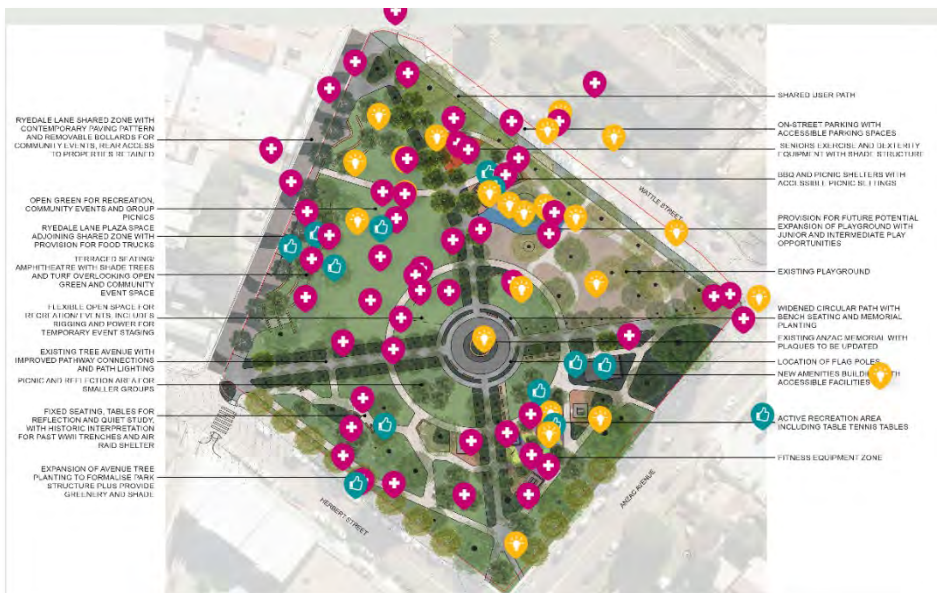 RYEDALE LANE SHARED ZONE WITH
CONTEMPORARY PAVING PATTERN
AND REMOVABLE BOLLARDS FOR
COMMUNITY EVENTS, REAR ACCESS
TO PROPERTIES RETAINED
OPEN GREEN FOR RECREATION,
COMMUNITY EVENTS AND GROUP
PICNICS
RYEDALE LANE PLAZA SPACE
ADJOINING SHARED ZONE WITH
PROVISION FOR FOOD TRUCKS
TERRACED SEATING/
AMPHITHEATRE WITH SHADE TREES
AND TURF OVERLOOKING OPEN
GREEN AND COMMUNITY
EVENT SPACE
FLEXIBLE OPEN SPACE FOR
RECREATION/EVENTS, INCLUDES
RIGGING AND POWER FOR
TEMPORARY EVENT STAGING
EXISTING TREE AVENUE WITH
IMPROVED PATHWAY CONNECTIONS
AND PATH LIGHTING
PICNIC AND REFLECTION AREA FOR
SMALLER GROUPS
FIXED SEATING, TABLES FOR
REFLECTION AND QUIET STUDY,
WITH HISTORIC INTERPRETATION
FOR PAST WWII TRENCHES AND AIR
RAID SHELTER
EXPANSION OF AVENUE TREE
PLANTING TO FORMALISE PARK
STRUCTURE PLUS PROVIDE
GREENERY AND SHADE
HERBERT STREET
WATTLE STREET
ANZAC AVENUE
SHARED USER PATH
ON-STREET PARKING WITH
ACCESSIBLE PARKING SPACES
SENIORS EXERCISE AND DEXTERITY
EQUIPMENT WITH SHADE STRUCTURE
BBQ AND PICNIC SHELTERS WITH
ACCESSIBLE PICNIC SETTINGS
PROVISION FOR FUTURE POTENTIAL
EXPANSION OF PLAYGROUND WITH
JUNIOR AND INTERMEDIATE PLAY
OPPORTUNITIES
EXISTING PLAYGROUND
WIDENED CIRCULAR PATH WITH
BENCH SEATING AND MEMORIAL
PLANTING
EXISTING ANZAC MEMORIAL WITH
PLAQUES TO BE UPDATED
LOCATION OF FLAG POLES
NEW AMENITIES BUILDING WITH
ACCESSIBLE FACILITIES
ACTIVE RECREATION AREA
INCLUDING TABLE TENNIS TABLES
FITNESS EQUIPMENT ZONE